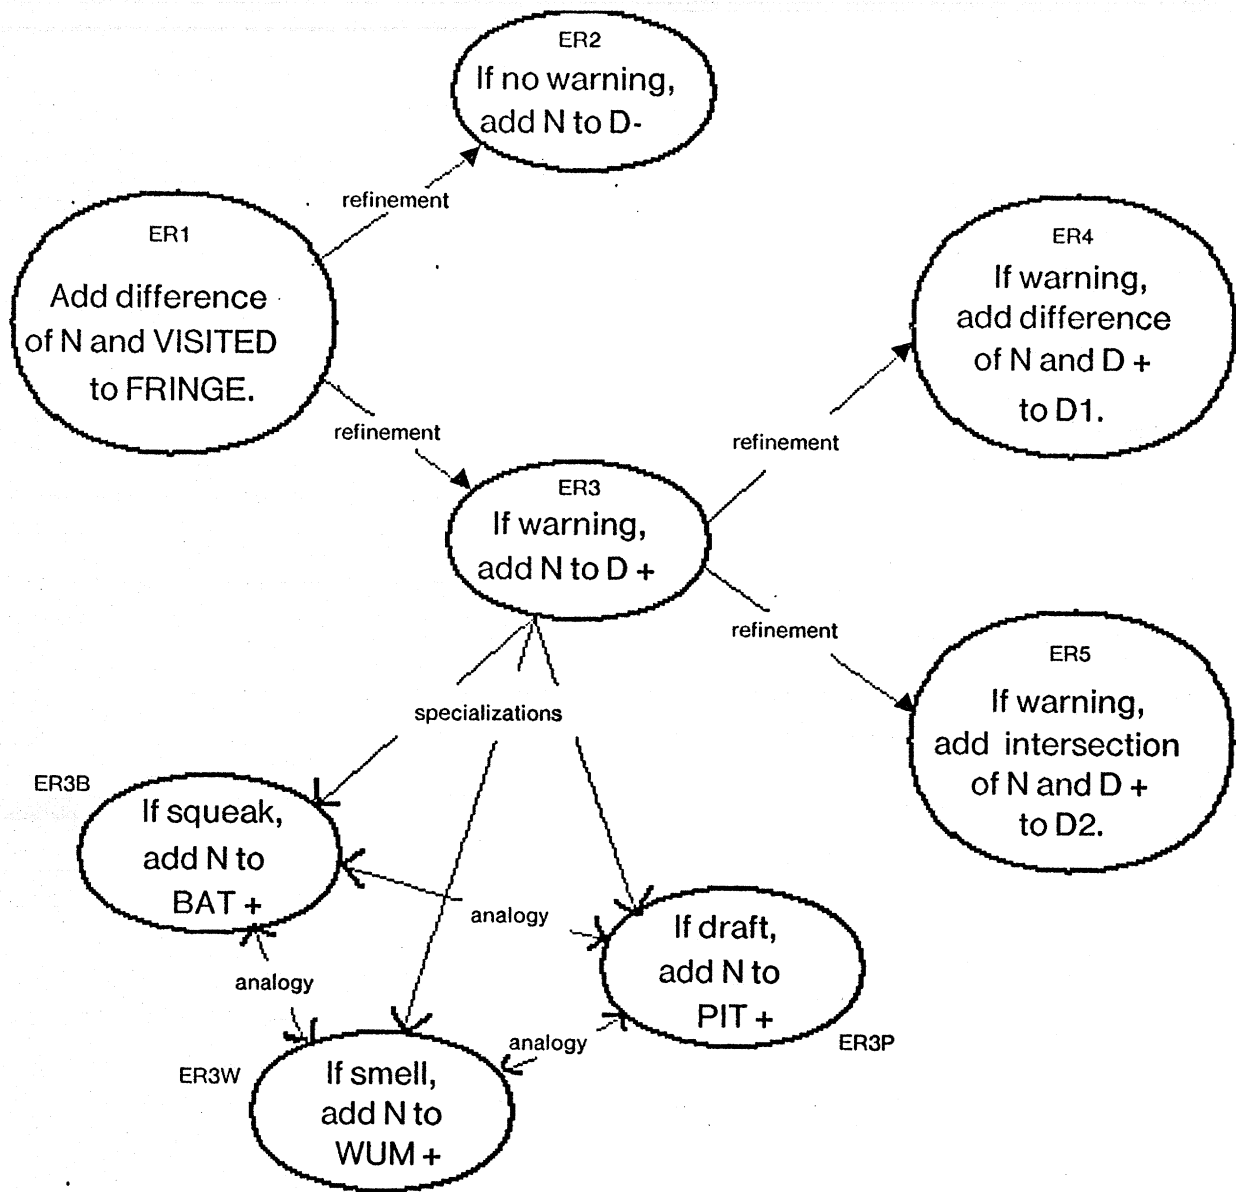 ER2
If no warning,
add N to D-
refinement
ER1
Add difference
of N and VISITED
to FRINGE.
refinement
ER3
If warning,
add N to D +
refinement
ER4
If warning,
add difference
of N and D +
to D1.
refinement
ER5
If warning,
add intersection
of N and D +
to D2.
specializations
ER3B
If squeak,
add N to
BAT +
analogy
analogy
If draft,
add N to
PIT +
ER3P
analogy
ER3W
If smell,
add N to
WUM +